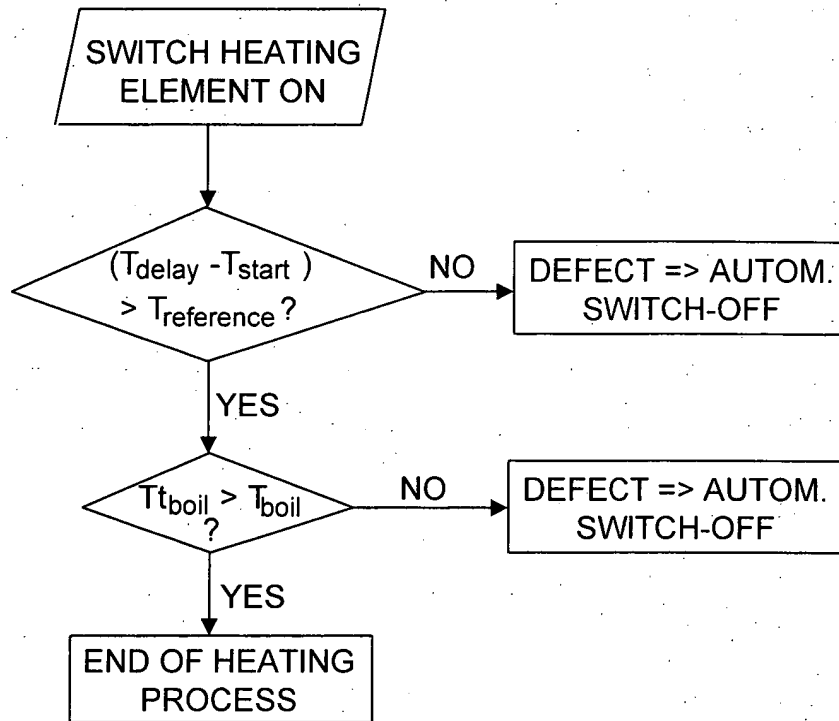 SWITCH HEATING
ELEMENT ON
(Tdelay -Tstart )
> Treference ?
NO
DEFECT => AUTOM.
SWITCH-OFF
YES
Ttboil > Tboil
?
NO
DEFECT => AUTOM.
SWITCH-OFF
YES
END OF HEATING
PROCESS